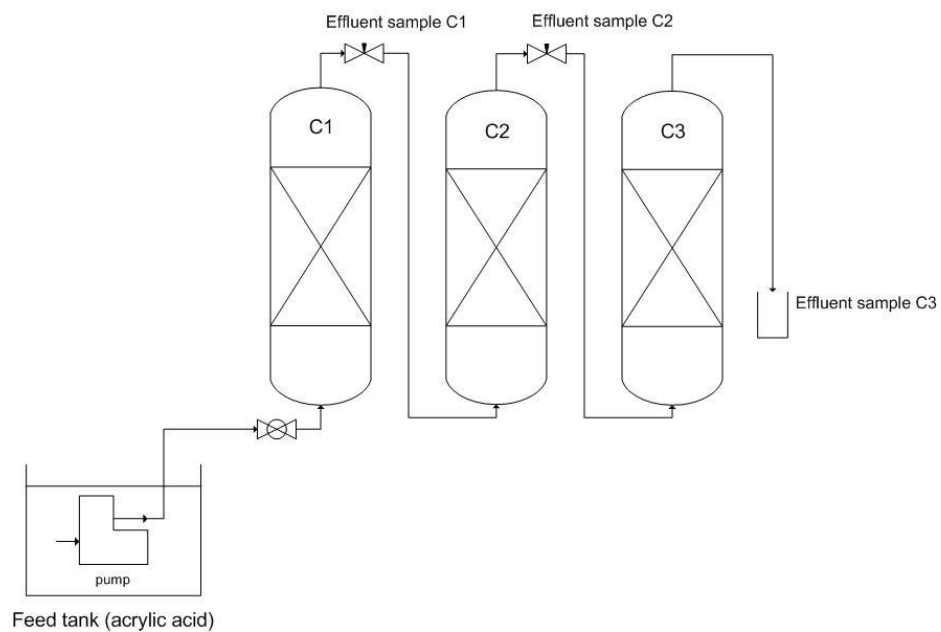 Effluent sample C1
Effluent sample C2
C1
C2
C3
Effluent sample C3
pump
Feed tank (acrylic acid)